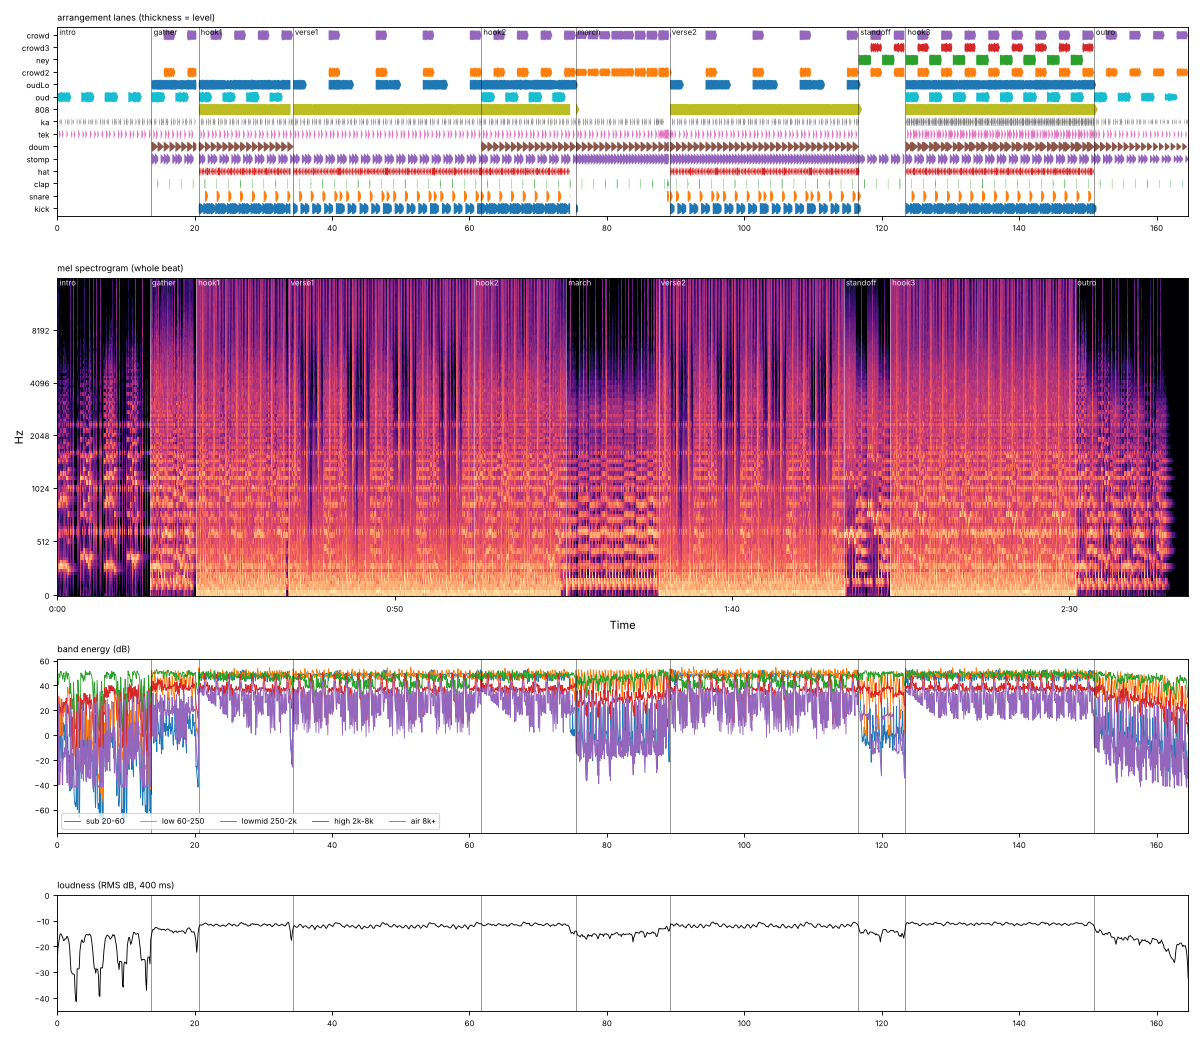 arrangement lanes (thickness = level)
intro gather hook1 verse1 hook2 march verse2 standoff hook3 outro
crowd
crowd3
ney
crowd2
oudLo
oud
808
ka
tek
doum
stomp
hat
clap
snare
kick
0 20 40 60 80 100 120 140 160
mel spectrogram (whole beat)
intro gather hook1 verse1 hook2 march verse2 standoff hook3 outro
8192
4096
2048
1024
512
0
Hz
0:00 0:50 1:40 2:30
Time
band energy (dB)
60
40
20
0
−20
−40
−60
sub 20-60 low 60-250 lowmid 250-2k high 2k-8k air 8k+
0 20 40 60 80 100 120 140 160
loudness (RMS dB, 400 ms)
0
−10
−20
−30
−40
0 20 40 60 80 100 120 140 160